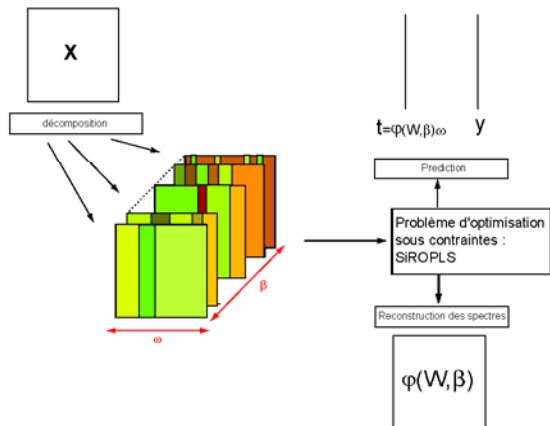 X
décomposition
β
ω
t=φ(W,β)ω
y
Prediction
Problème d'optimisation
sous contraintes :
SiROPLS
Reconstruction des spectres
φ(W,β)